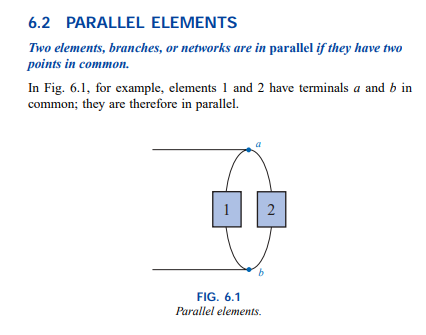 6.2 PARALLEL ELEMENTS
Two elements, branches, or networks are in parallel if they have two
points in common.
In Fig. 6.1, for example, elements 1 and 2 have terminals a and b in
common; they are therefore in parallel.
a
1 2
b
FIG. 6.1
Parallel elements.